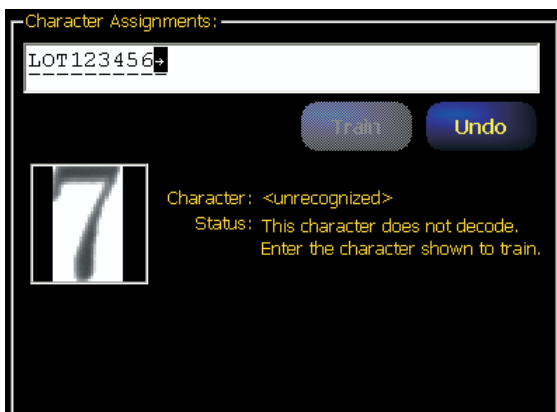 Character Assignments:
LOT123456→
Train
Undo
7
Character: <unrecognized>
Status: This character does not decode.
Enter the character shown to train.